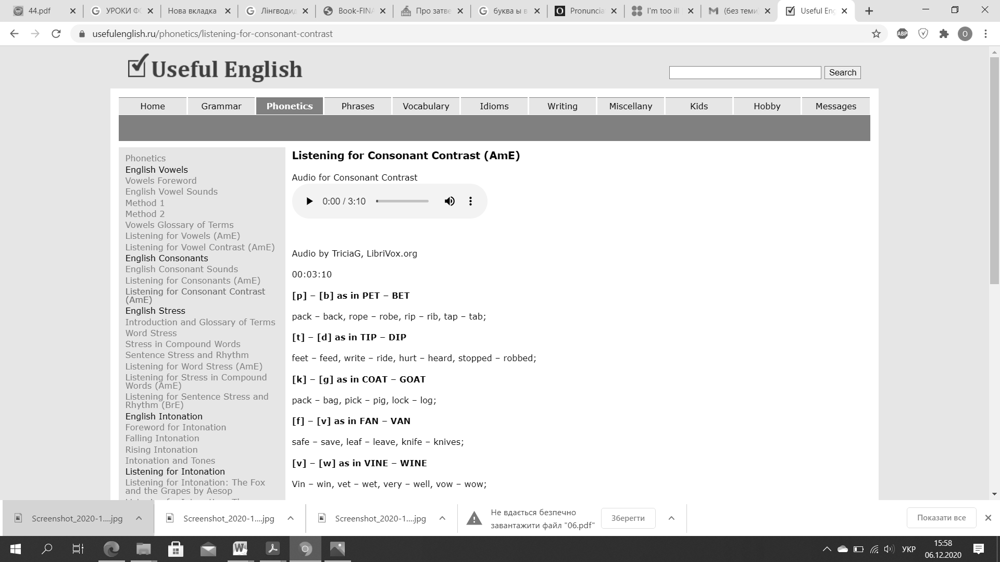 44.pdf
УРОКИ ФО
Нова вкладка
Лінгводид
Book-FINA
Про затве
буква ы в
Pronuncia
I'm too ill
(без теми
Useful Eng
usefulenglish.ru/phonetics/listening-for-consonant-contrast
ABP
O
Useful English
Search
Home
Grammar
Phonetics
Phrases
Vocabulary
Idioms
Writing
Miscellany
Kids
Hobby
Messages
Phonetics
English Vowels
Vowels Foreword
English Vowel Sounds
Method 1
Method 2
Vowels Glossary of Terms
Listening for Vowels (AmE)
Listening for Vowel Contrast (AmE)
English Consonants
English Consonant Sounds
Listening for Consonants (AmE)
Listening for Consonant Contrast
(AmE)
English Stress
Introduction and Glossary of Terms
Word Stress
Stress in Compound Words
Sentence Stress and Rhythm
Listening for Word Stress (AmE)
Listening for Stress in Compound
Words (AmE)
Listening for Sentence Stress and
Rhythm (BrE)
English Intonation
Foreword for Intonation
Falling Intonation
Rising Intonation
Intonation and Tones
Listening for Intonation
Listening for Intonation: The Fox
and the Grapes by Aesop
Listening for Consonant Contrast (AmE)
Audio for Consonant Contrast
0:00 / 3:10
Audio by TriciaG, LibriVox.org
00:03:10
[p] – [b] as in PET – BET
pack – back, rope – robe, rip – rib, tap – tab;
[t] – [d] as in TIP – DIP
feet – feed, write – ride, hurt – heard, stopped – robbed;
[k] – [g] as in COAT – GOAT
pack – bag, pick – pig, lock – log;
[f] – [v] as in FAN – VAN
safe – save, leaf – leave, knife – knives;
[v] – [w] as in VINE – WINE
Vin – win, vet – wet, very – well, vow – wow;
Screenshot_2020-1....jpg
Screenshot_2020-1....jpg
Screenshot_2020-1....jpg
Не вдається безпечно
завантажити файл "06.pdf"
Зберегти
Показати все
УКР
15:58
06.12.2020